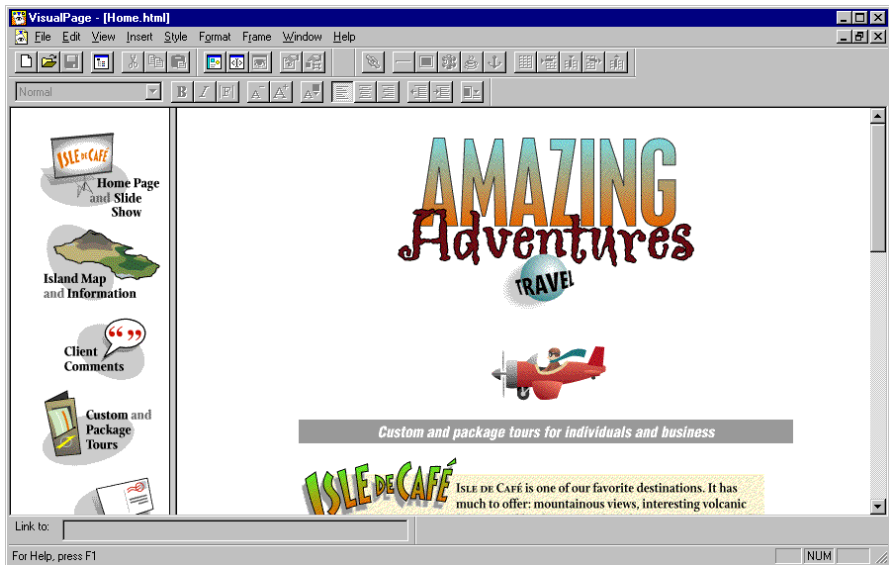 VisualPage - [Home.html]
File Edit View Insert Style Format Frame Window Help
Normal
B I F A A A
ISLE DE CAFÉ
Home Page
and Slide
Show
Island Map
and Information
Client
Comments
Custom and
Package
Tours
AMAZING
Adventures
TRAVEL
Custom and package tours for individuals and business
ISLE DE CAFÉ
ISLE DE CAFÉ is one of our favorite destinations. It has
much to offer: mountainous views, interesting volcanic
Link to:
For Help, press F1
NUM